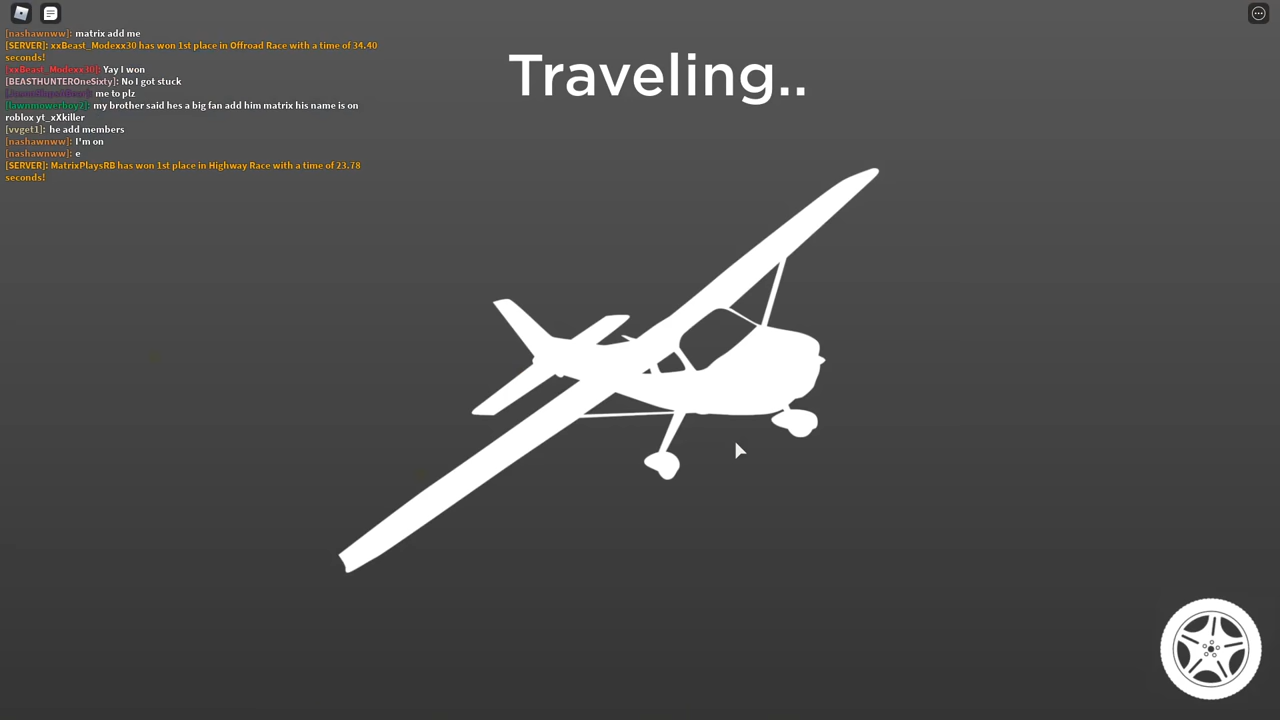 Traveling..
[nashawnww]: matrix add me
[SERVER]: xxBeast_Modexx30 has won 1st place in Offroad Race with a time of 34.40
seconds!
[xxBeast_Modexx30]: Yay I won
[BEASTHUNTEROneSixty]: No I got stuck
me to plz
[lawnmowerboy2]: my brother said hes a big fan add him matrix his name is on
roblox yt_xXkiller
[vvget1]: he add members
[nashawnww]: I'm on
[nashawnww]: e
[SERVER]: MatrixPlaysRB has won 1st place in Highway Race with a time of 23.78
seconds!